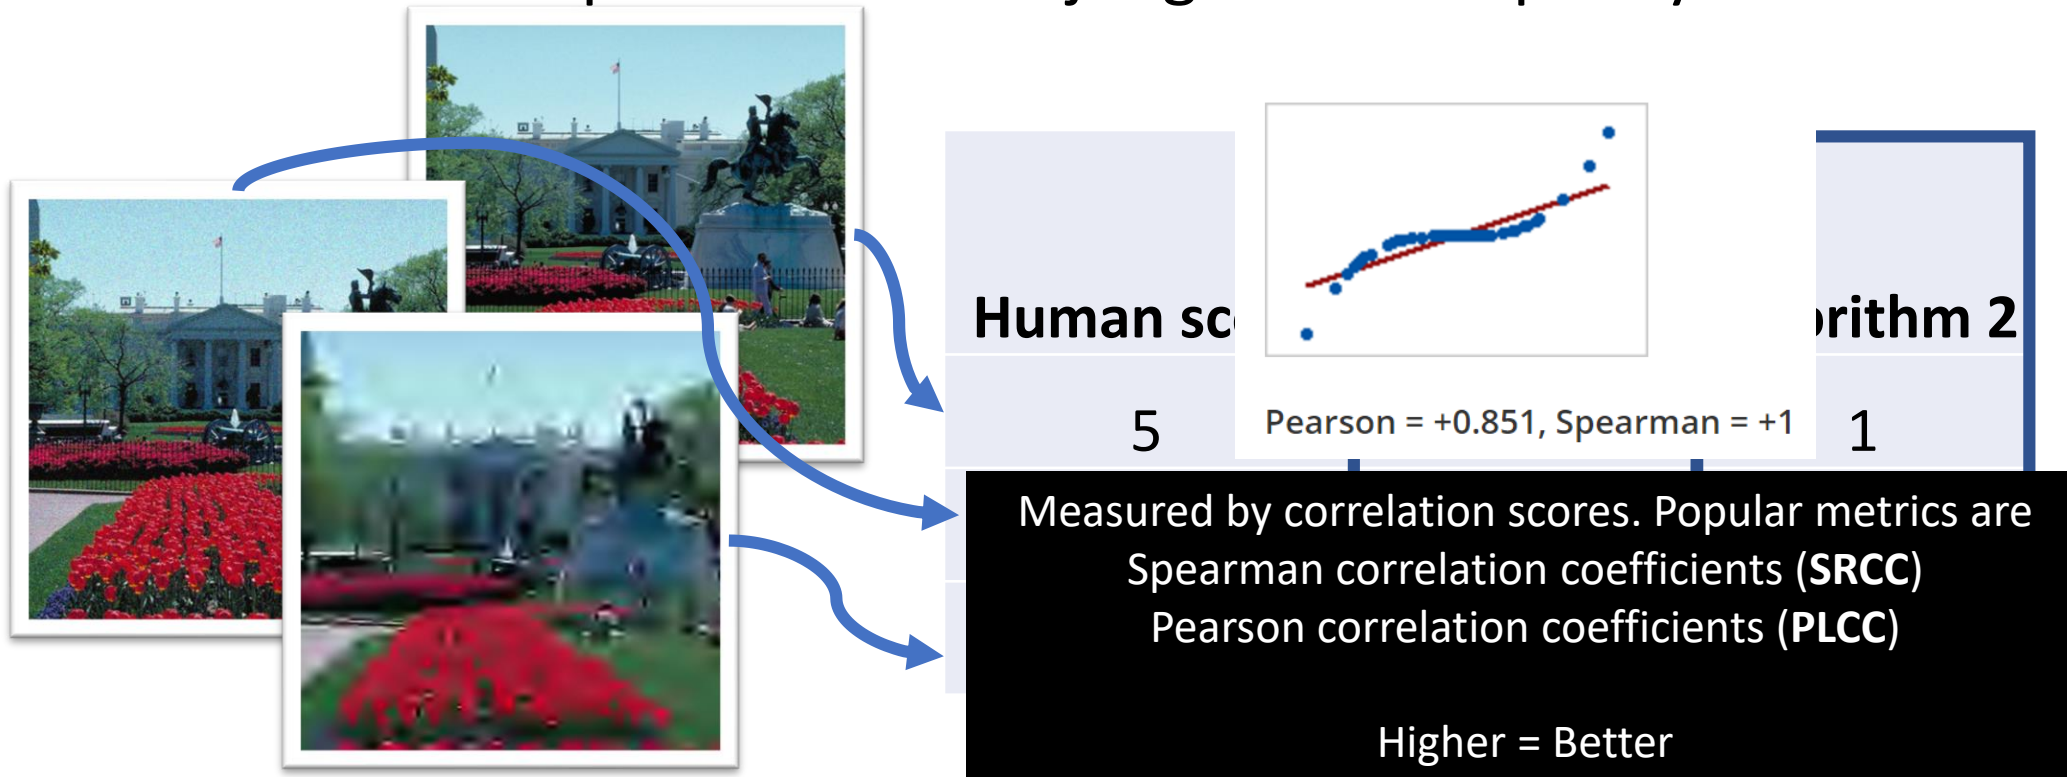 Human sc
rithm 2
5
1
Pearson = +0.851, Spearman = +1
Measured by correlation scores. Popular metrics are
Spearman correlation coefficients (SRCC)
Pearson correlation coefficients (PLCC)
Higher = Better